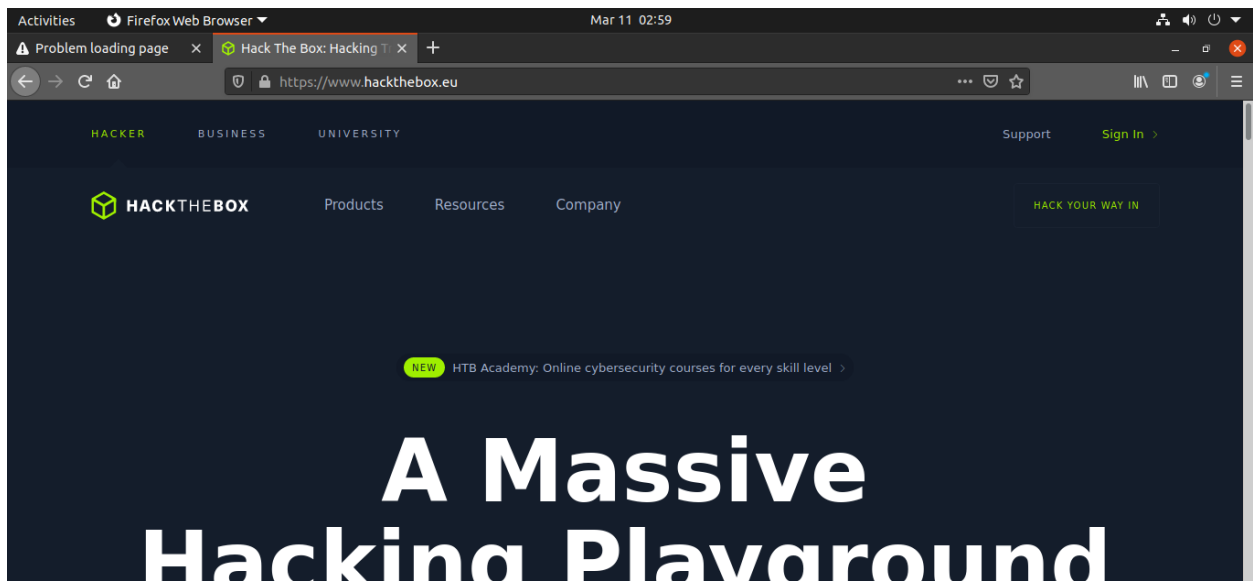 Activities Firefox Web Browser Mar 11 02:59
Problem loading page Hack The Box: Hacking T
https://www.hackthebox.eu
HACKER BUSINESS UNIVERSITY Support Sign In
HACKTHEBOX Products Resources Company HACK YOUR WAY IN
NEW HTB Academy: Online cybersecurity courses for every skill level
A Massive
Hacking Playground